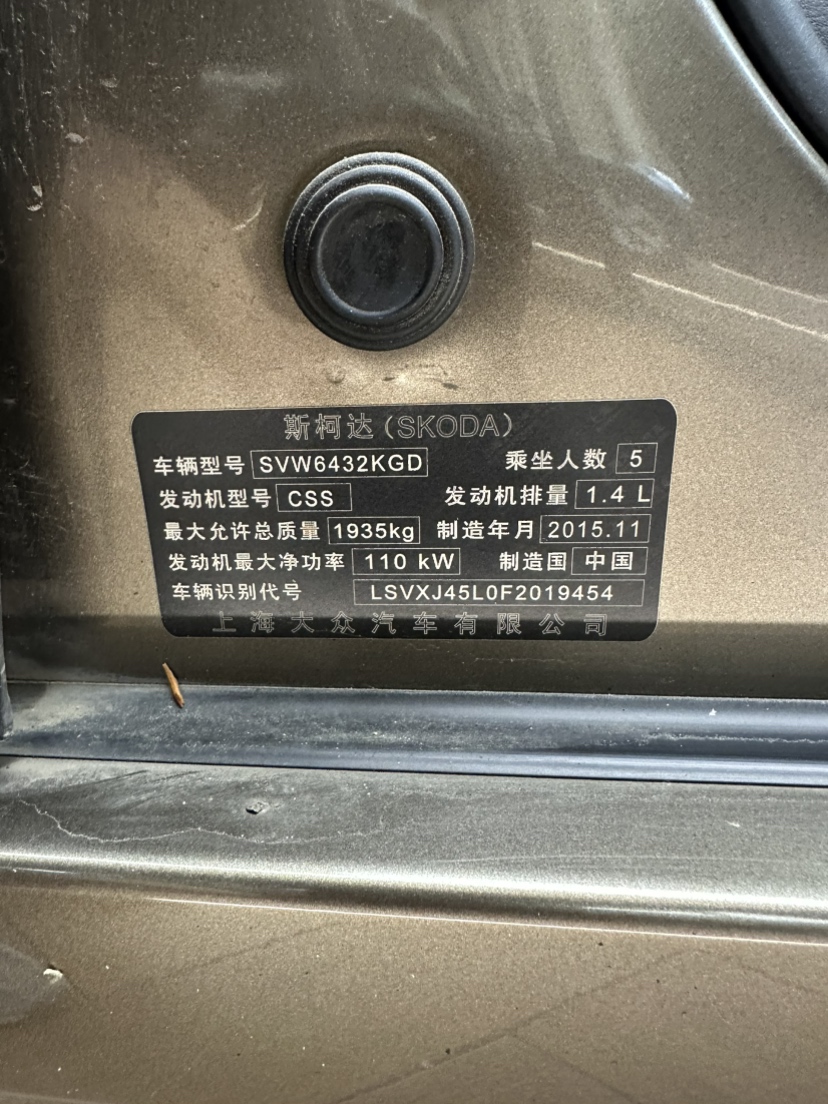 斯柯达(SKODA)
车辆型号 SVW6432KGD 乘坐人数 5
发动机型号 CSS 发动机排量 1.4 L
最大允许总质量 1935kg 制造年月 2015.11
发动机最大净功率 110 kW 制造国 中国
车辆识别代号 LSVXJ45L0F2019454
上海大众汽车有限公司